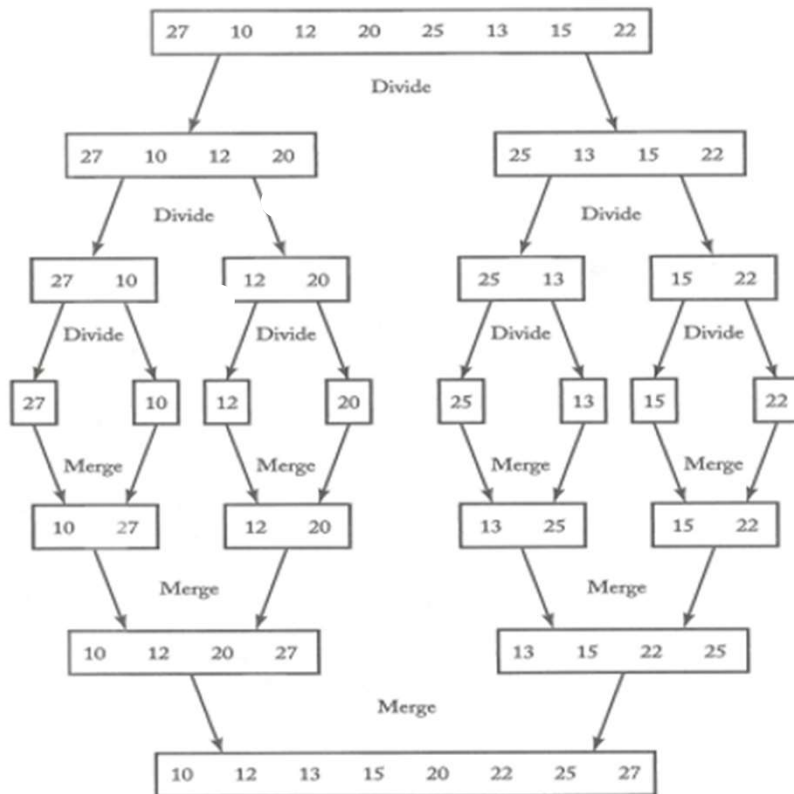 27 10 12 20 25 13 15 22
Divide
27 10 12 20 25 13 15 22
Divide Divide
27 10 12 20 25 13 15 22
Divide Divide Divide Divide
27 10 12 20 25 13 15 22
Merge Merge Merge Merge
10 27 12 20 13 25 15 22
Merge Merge
10 12 20 27 13 15 22 25
Merge
10 12 13 15 20 22 25 27